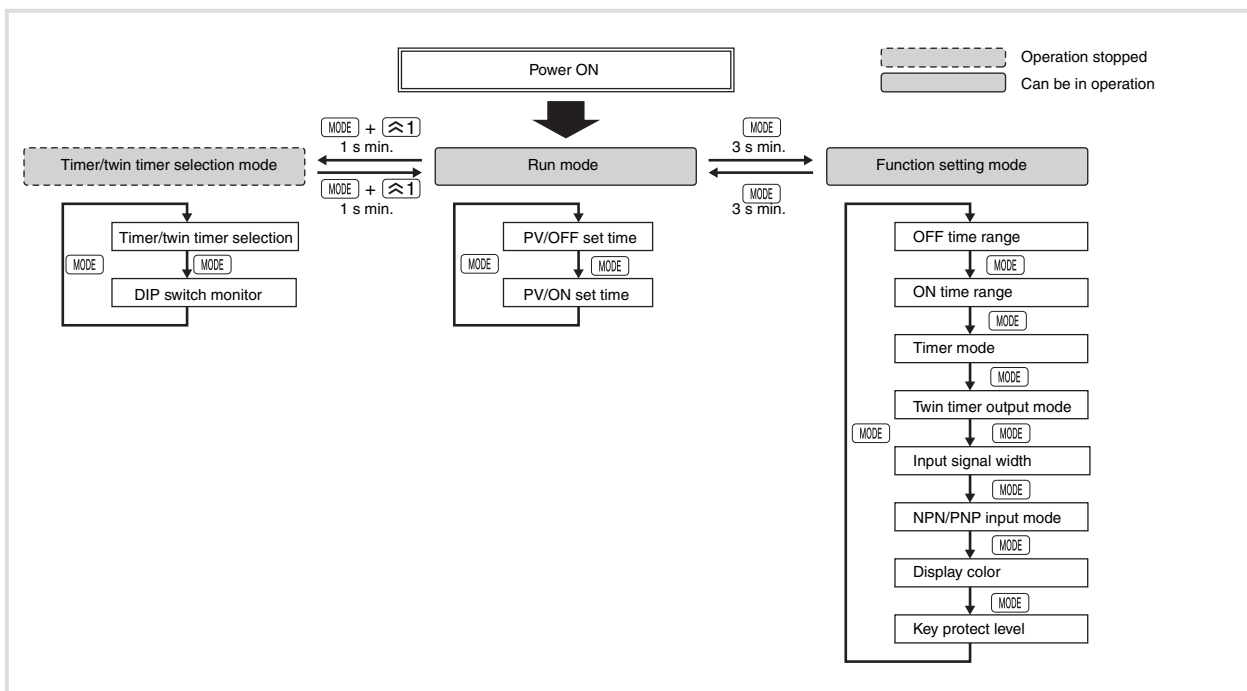 Power ON
Operation stopped
Can be in operation
MODE + 1
1 s min.
MODE
3 s min.
Timer/twin timer selection mode
Run mode
Function setting mode
MODE + 1
1 s min.
MODE
3 s min.
Timer/twin timer selection
MODE
MODE
DIP switch monitor
PV/OFF set time
MODE
MODE
PV/ON set time
OFF time range
MODE
ON time range
MODE
Timer mode
MODE
Twin timer output mode
MODE
MODE
Input signal width
MODE
NPN/PNP input mode
MODE
Display color
MODE
Key protect level